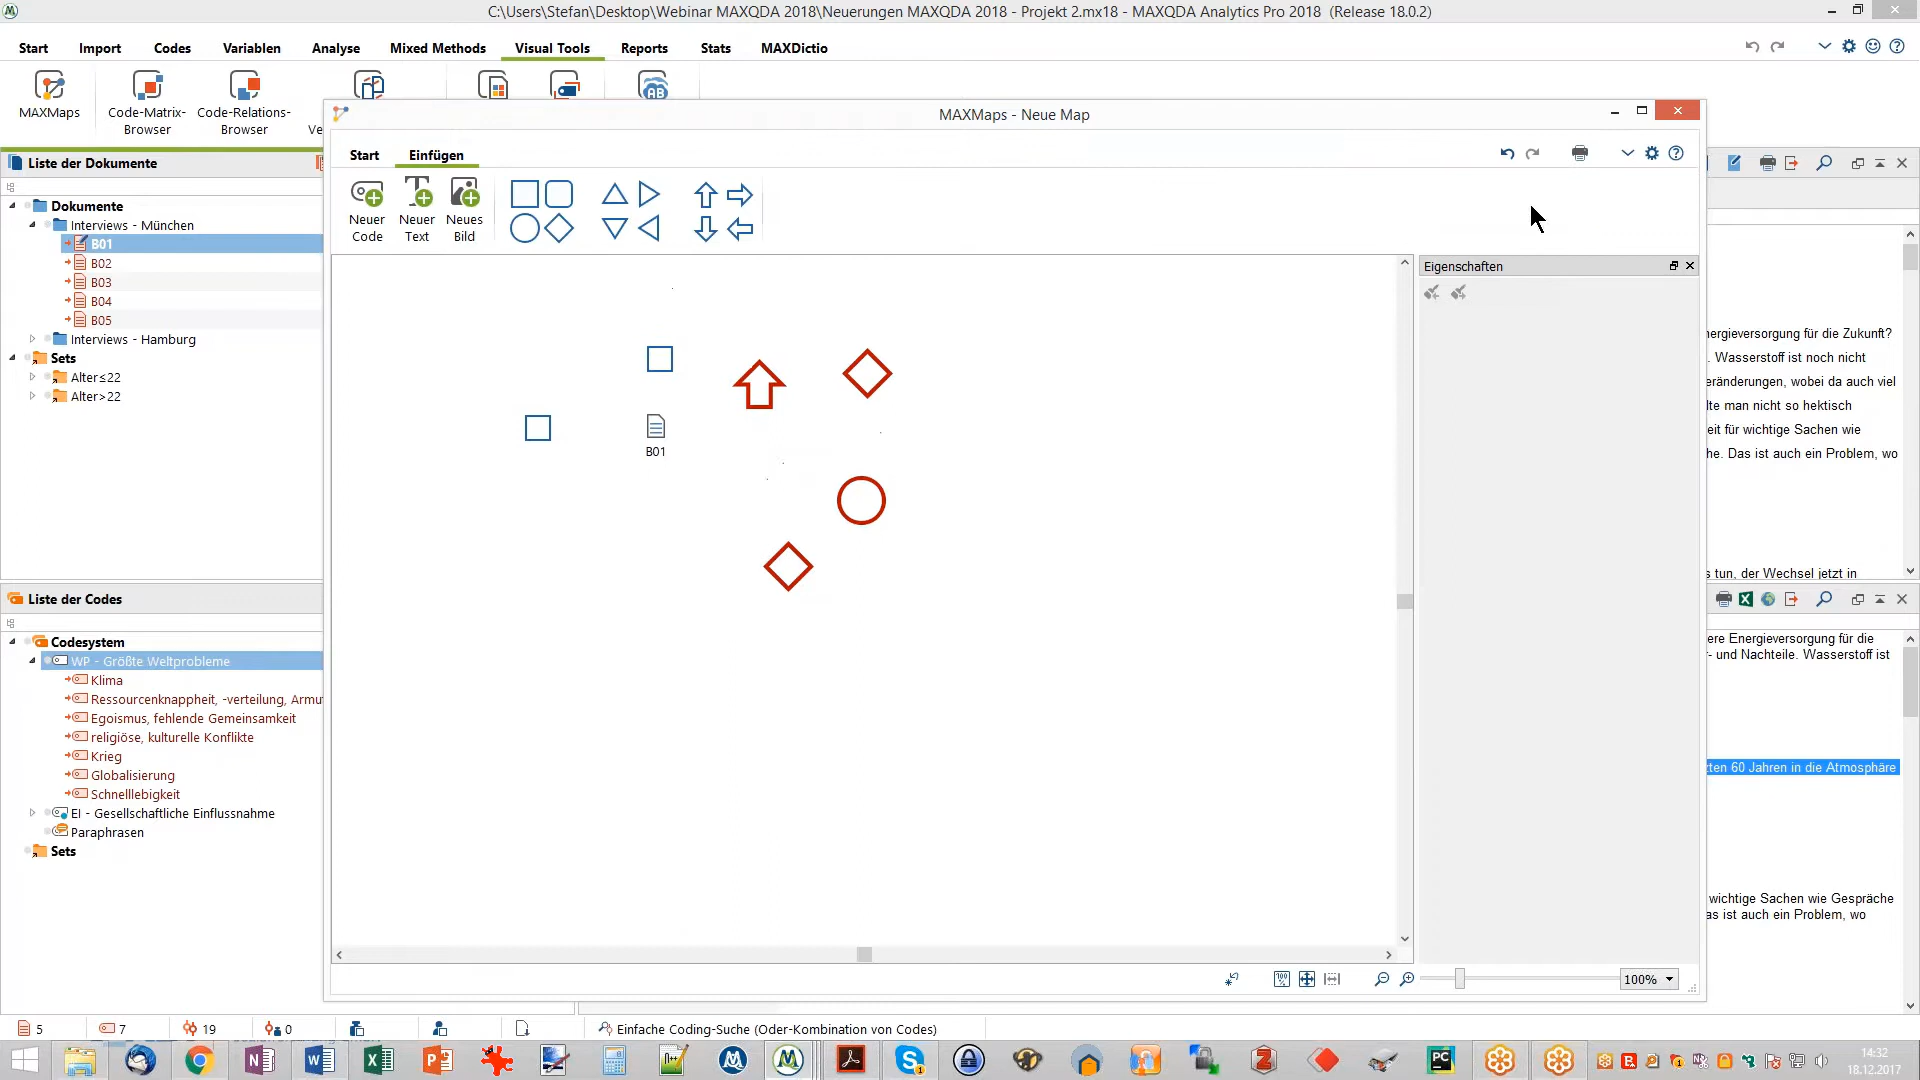 C:\Users\Stefan\Desktop\Webinar MAXQDA 2018\Neuerungen MAXQDA 2018 - Projekt 2.mx18 - MAXQDA Analytics Pro 2018 (Release 18.0.2)
Start Import Codes Variablen Analyse Mixed Methods Visual Tools Reports Stats MAXDictio
MAXMaps
Code-Matrix-
Browser
Code-Relations-
Browser
MAXMaps - Neue Map
Start Einfügen
Neuer
Code
Neuer
Text
Neues
Bild
Eigenschaften
B01
100%
Liste der Dokumente
Dokumente
Interviews - München
B01
B02
B03
B04
B05
Interviews - Hamburg
Sets
Alter≤22
Alter>22
Liste der Codes
Codesystem
WP - Größte Weltprobleme
Klima
Ressourcenknappheit, -verteilung, Armu
Egoismus, fehlende Gemeinsamkeit
religiöse, kulturelle Konflikte
Krieg
Globalisierung
Schnelllebigkeit
EI - Gesellschaftliche Einflussnahme
Paraphrasen
Sets
nergieversorgung für die Zukunft?
. Wasserstoff ist noch nicht
eränderungen, wobei da auch viel
lte man nicht so hektisch
eit für wichtige Sachen wie
he. Das ist auch ein Problem, wo
s tun, der Wechsel jetzt in
ere Energieversorgung für die
- und Nachteile. Wasserstoff ist
tten 60 Jahren in die Atmosphäre
wichtige Sachen wie Gespräche
as ist auch ein Problem, wo
5 7 19 0 Einfache Coding-Suche (Oder-Kombination von Codes)
14:32
18.12.2017